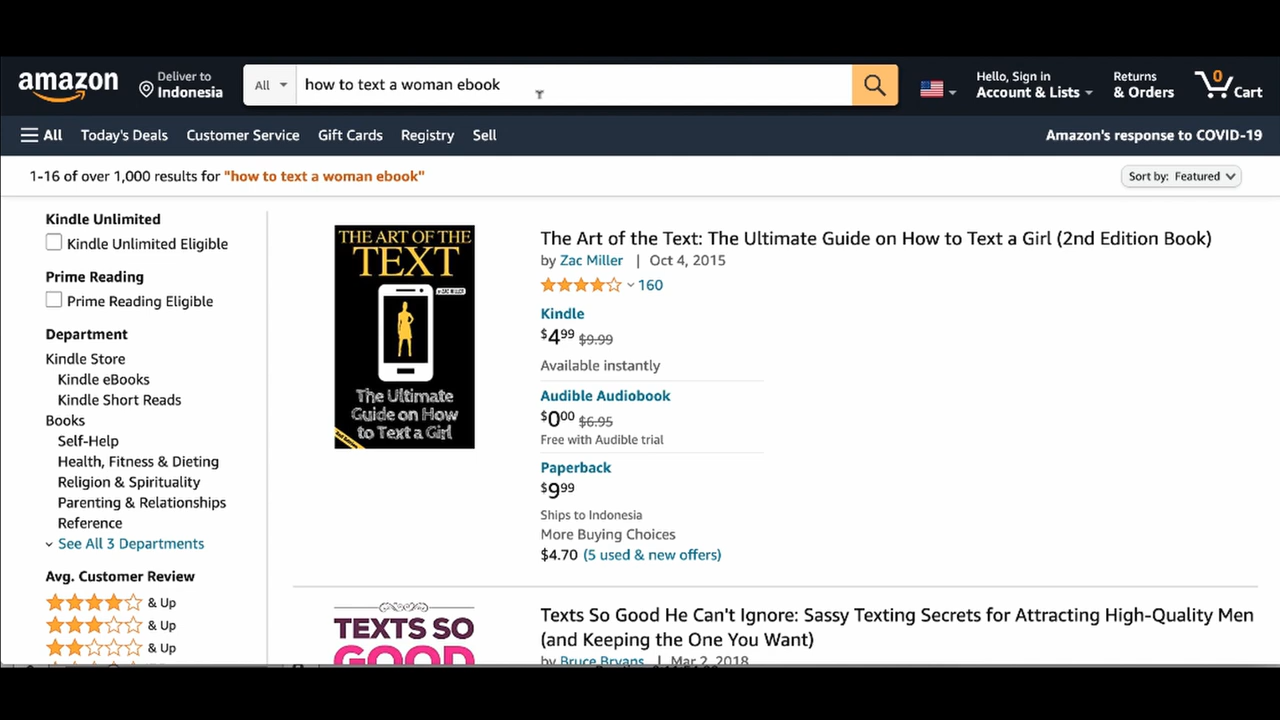 amazon
Deliver to
Indonesia
All
how to text a woman ebook
Hello, Sign in
Account & Lists
Returns
& Orders
0
Cart
All
Today's Deals
Customer Service
Gift Cards
Registry
Sell
Amazon's response to COVID-19
1-16 of over 1,000 results for "how to text a woman ebook"
Sort by: Featured
Kindle Unlimited
Kindle Unlimited Eligible
Prime Reading
Prime Reading Eligible
Department
Kindle Store
Kindle eBooks
Kindle Short Reads
Books
Self-Help
Health, Fitness & Dieting
Religion & Spirituality
Parenting & Relationships
Reference
See All 3 Departments
Avg. Customer Review
& Up
& Up
& Up
THE ART OF THE
TEXT
The Ultimate
Guide on How
to Text a Girl
The Art of the Text: The Ultimate Guide on How to Text a Girl (2nd Edition Book)
by Zac Miller | Oct 4, 2015
160
Kindle
$4.99 $9.99
Available instantly
Audible Audiobook
$0.00 $6.95
Free with Audible trial
Paperback
$9.99
Ships to Indonesia
More Buying Choices
$4.70 (5 used & new offers)
TEXTS SO
GOOD
Texts So Good He Can't Ignore: Sassy Texting Secrets for Attracting High-Quality Men
(and Keeping the One You Want)
by Bruce Bryans | Mar 2, 2018